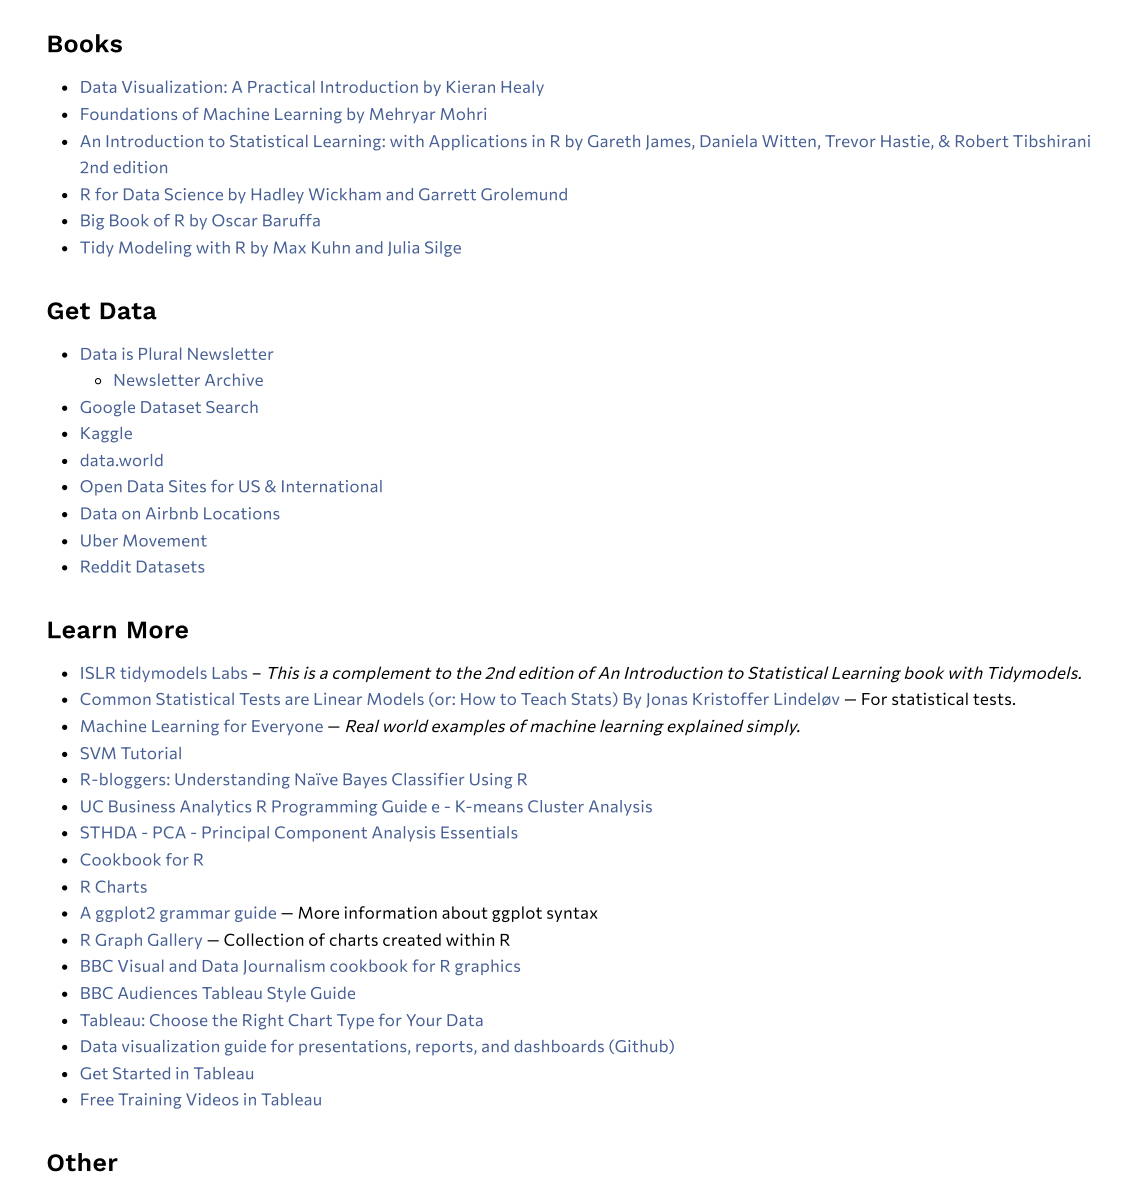 Books
Data Visualization: A Practical Introduction by Kieran Healy
Foundations of Machine Learning by Mehryar Mohri
An Introduction to Statistical Learning: with Applications in R by Gareth James, Daniela Witten, Trevor Hastie, & Robert Tibshirani
2nd edition
R for Data Science by Hadley Wickham and Garrett Grolemund
Big Book of R by Oscar Baruffa
Tidy Modeling with R by Max Kuhn and Julia Silge
Get Data
Data is Plural Newsletter
Newsletter Archive
Google Dataset Search
Kaggle
data.world
Open Data Sites for US & International
Data on Airbnb Locations
Uber Movement
Reddit Datasets
Learn More
ISLR tidymodels Labs – This is a complement to the 2nd edition of An Introduction to Statistical Learning book with Tidymodels.
Common Statistical Tests are Linear Models (or: How to Teach Stats) By Jonas Kristoffer Lindeløv — For statistical tests.
Machine Learning for Everyone — Real world examples of machine learning explained simply.
SVM Tutorial
R-bloggers: Understanding Naïve Bayes Classifier Using R
UC Business Analytics R Programming Guide e - K-means Cluster Analysis
STHDA - PCA - Principal Component Analysis Essentials
Cookbook for R
R Charts
A ggplot2 grammar guide — More information about ggplot syntax
R Graph Gallery — Collection of charts created within R
BBC Visual and Data Journalism cookbook for R graphics
BBC Audiences Tableau Style Guide
Tableau: Choose the Right Chart Type for Your Data
Data visualization guide for presentations, reports, and dashboards (Github)
Get Started in Tableau
Free Training Videos in Tableau
Other